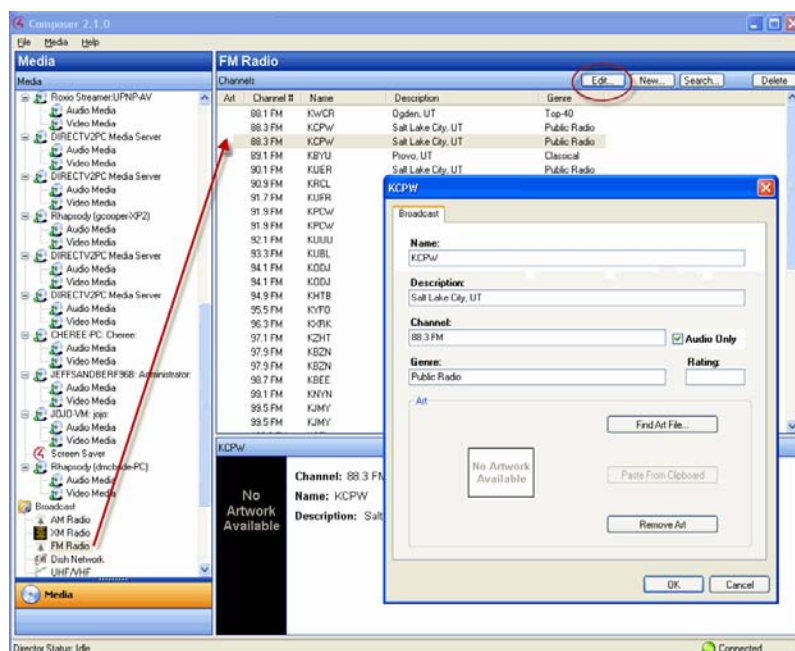 Composer 2.1.0
File Media Help
Media
Media
Roxio Streamer:UPNP-AV
Audio Media
Video Media
DIRECTV2PC Media Server
Audio Media
Video Media
DIRECTV2PC Media Server
Audio Media
Video Media
Rhapsody (gcooper-XP2)
Audio Media
Video Media
DIRECTV2PC Media Server
Audio Media
Video Media
DIRECTV2PC Media Server
Audio Media
Video Media
CHEREE-PC: Cheree:
Audio Media
Video Media
JEFFSANDBERF96B: Administrator:
Audio Media
Video Media
JOJO-VM: jojo:
Audio Media
Video Media
Screen Saver
Rhapsody (dmcbride-PC)
Audio Media
Video Media
Broadcast
AM Radio
XM Radio
FM Radio
Dish Network
UHF/VHF
Media
FM Radio
Channels Edit... New... Search... Delete
Art Channel # Name Description Genre
88.1 FM KWCR Ogden, UT Top-40
88.3 FM KCPW Salt Lake City, UT Public Radio
88.3 FM KCPW Salt Lake City, UT Public Radio
89.1 FM KBYU Provo, UT Classical
90.1 FM KUER Salt Lake City, UT Public Radio
90.9 FM KRCL
91.7 FM KUFR
91.9 FM KPCW
91.9 FM KPCW
92.1 FM KUUU
93.3 FM KUBL
94.1 FM KODJ
94.1 FM KODJ
94.9 FM KHTB
95.5 FM KYFO
96.3 FM KXRK
97.1 FM KZHT
97.9 FM KBZN
97.9 FM KBZN
98.7 FM KBEE
99.1 FM KNYN
99.5 FM KJMY
99.5 FM KJMY
KCPW
No Artwork Available
Channel: 88.3 FM
Name: KCPW
Description: Salt
KCPW
Broadcast
Name:
KCPW
Description:
Salt Lake City, UT
Channel:
88.3 FM Audio Only
Genre: Rating:
Public Radio
Art
No Artwork
Available
Find Art File...
Paste From Clipboard
Remove Art
OK Cancel
Director Status: Idle Connected